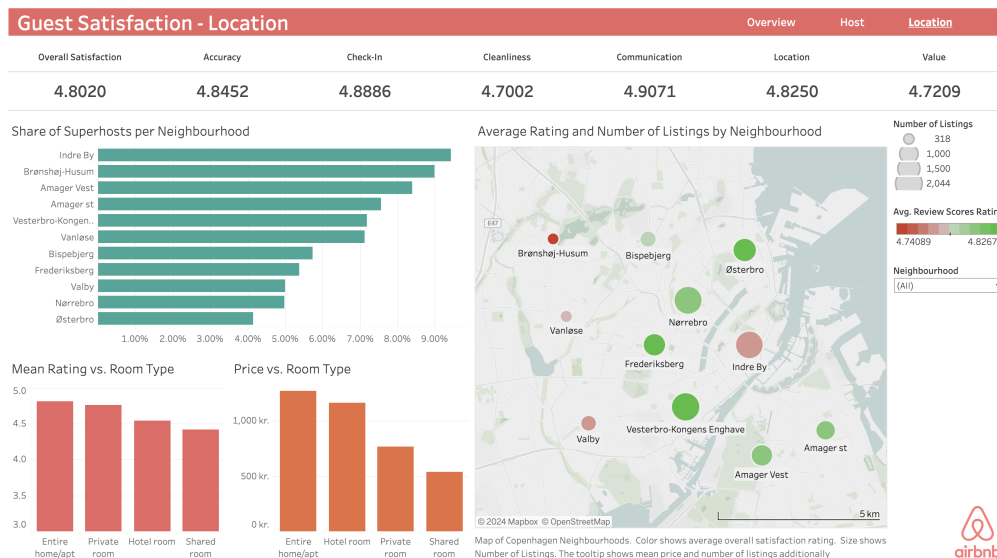 Guest Satisfaction - Location
Overview Host Location
Overall Satisfaction Accuracy Check-In Cleanliness Communication Location Value
4.8020 4.8452 4.8886 4.7002 4.9071 4.8250 4.7209
Share of Superhosts per Neighbourhood
Indre By
Brønshøj-Husum
Amager Vest
Amager st
Vesterbro-Kongen..
Vanløse
Bispebjerg
Frederiksberg
Valby
Nørrebro
Østerbro
1.00% 2.00% 3.00% 4.00% 5.00% 6.00% 7.00% 8.00% 9.00%
Mean Rating vs. Room Type
5.0
4.5
4.0
3.5
3.0
Entire Private Hotel room Shared
home/apt room room
Price vs. Room Type
1,000 kr.
500 kr.
0 kr.
Entire Hotel room Private Shared
home/apt room room
Average Rating and Number of Listings by Neighbourhood
E47
Brønshøj-Husum
Bispebjerg
Østerbro
Nørrebro
Vanløse
Frederiksberg
Indre By
Vesterbro-Kongens Enghave
Valby
Amager st
Amager Vest
5 km
© 2024 Mapbox © OpenStreetMap
Map of Copenhagen Neighbourhoods. Color shows average overall satisfaction rating. Size shows
Number of Listings. The tooltip shows mean price and number of listings additionally
Number of Listings
318
1,000
1,500
2,044
Avg. Review Scores Ratin
4.74089 4.8267
Neighbourhood
(All)
airbnb